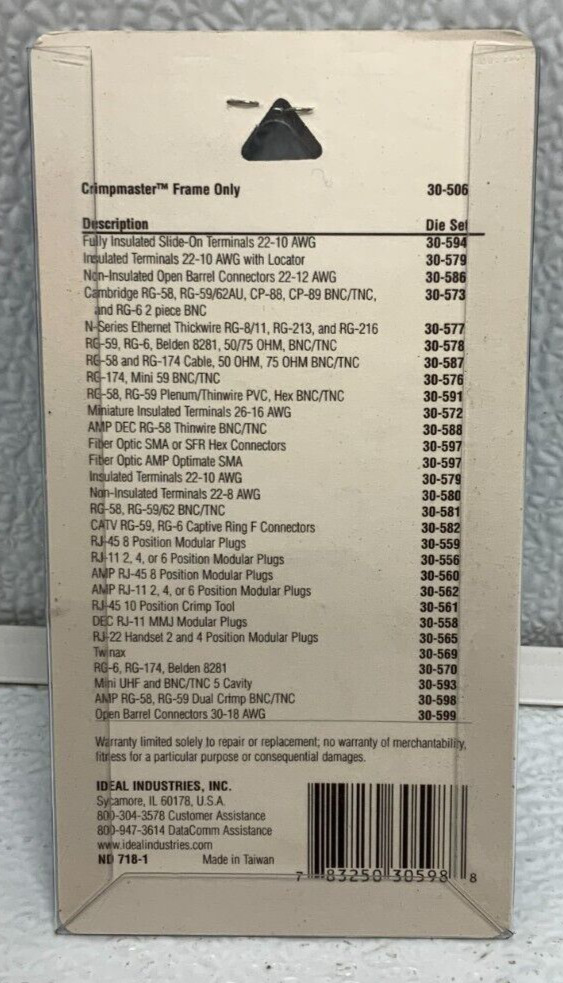 Crimpmaster™ Frame Only 30-506
Description Die Set
Fully Insulated Slide-On Terminals 22-10 AWG 30-594
Insulated Terminals 22-10 AWG with Locator 30-579
Non-Insulated Open Barrel Connectors 22-12 AWG 30-586
Cambridge RG-58, RG-59/62AU, CP-88, CP-89 BNC/TNC, 30-573
and RG-6 2 piece BNC
N-Series Ethernet Thickwire RG-8/11, RG-213, and RG-216 30-577
RG-59, RG-6, Belden 8281, 50/75 OHM, BNC/TNC 30-578
RG-58 and RG-174 Cable, 50 OHM, 75 OHM BNC/TNC 30-587
RG-174, Mini 59 BNC/TNC 30-576
RG-58, RG-59 Plenum/Thinwire PVC, Hex BNC/TNC 30-591
Miniature Insulated Terminals 26-16 AWG 30-572
AMP DEC RG-58 Thinwire BNC/TNC 30-588
Fiber Optic SMA or SFR Hex Connectors 30-597
Fiber Optic AMP Optimate SMA 30-597
Insulated Terminals 22-10 AWG 30-579
Non-Insulated Terminals 22-8 AWG 30-580
RG-58, RG-59/62 BNC/TNC 30-581
CATV RG-59, RG-6 Captive Ring F Connectors 30-582
RJ-45 8 Position Modular Plugs 30-559
RJ-11 2, 4, or 6 Position Modular Plugs 30-556
AMP RJ-45 8 Position Modular Plugs 30-560
AMP RJ-11 2, 4, or 6 Position Modular Plugs 30-562
RJ-45 10 Position Crimp Tool 30-561
DEC RJ-11 MMJ Modular Plugs 30-558
RJ-22 Handset 2 and 4 Position Modular Plugs 30-565
Twinax 30-569
RG-6, RG-174, Belden 8281 30-570
Mini UHF and BNC/TNC 5 Cavity 30-593
AMP RG-58, RG-59 Dual Crimp BNC/TNC 30-598
Open Barrel Connectors 30-18 AWG 30-599
Warranty limited solely to repair or replacement; no warranty of merchantability,
fitness for a particular purpose or consequential damages.
IDEAL INDUSTRIES, INC.
Sycamore, IL 60178, U.S.A.
800-304-3578 Customer Assistance
800-947-3614 DataComm Assistance
www.idealindustries.com
ND 718-1 Made in Taiwan
7 83250 30598 8